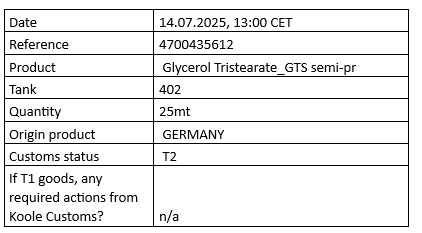 Date 14.07.2025, 13:00 CET
Reference 4700435612
Product Glycerol Tristearate_GTS semi-pr
Tank 402
Quantity 25mt
Origin product GERMANY
Customs status T2
If T1 goods, any
required actions from
Koole Customs? n/a